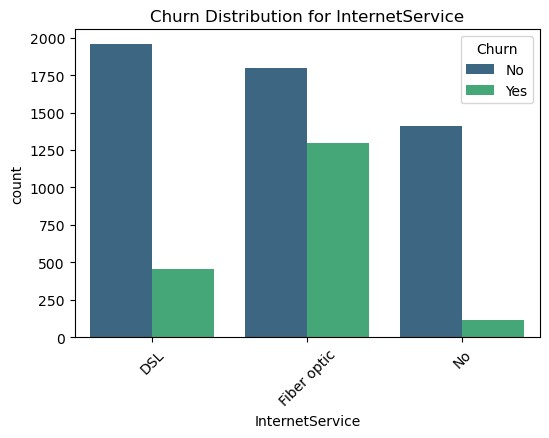 Churn Distribution for InternetService
2000
1750
1500
1250
1000
750
500
250
0
count
Churn
No
Yes
DSL
Fiber optic
No
InternetService